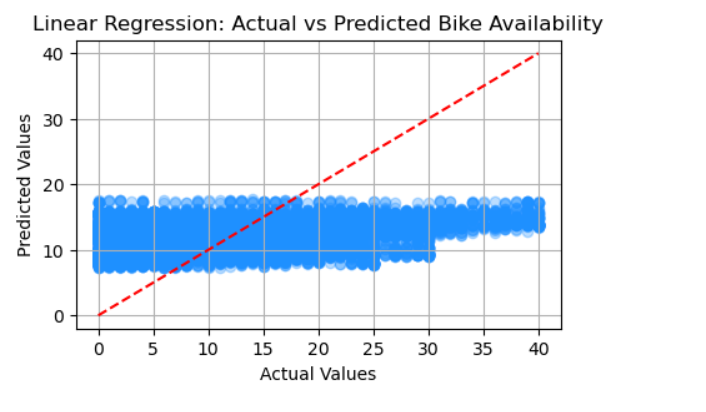 Linear Regression: Actual vs Predicted Bike Availability
40
30
20
10
0
Predicted Values
0 5 10 15 20 25 30 35 40
Actual Values